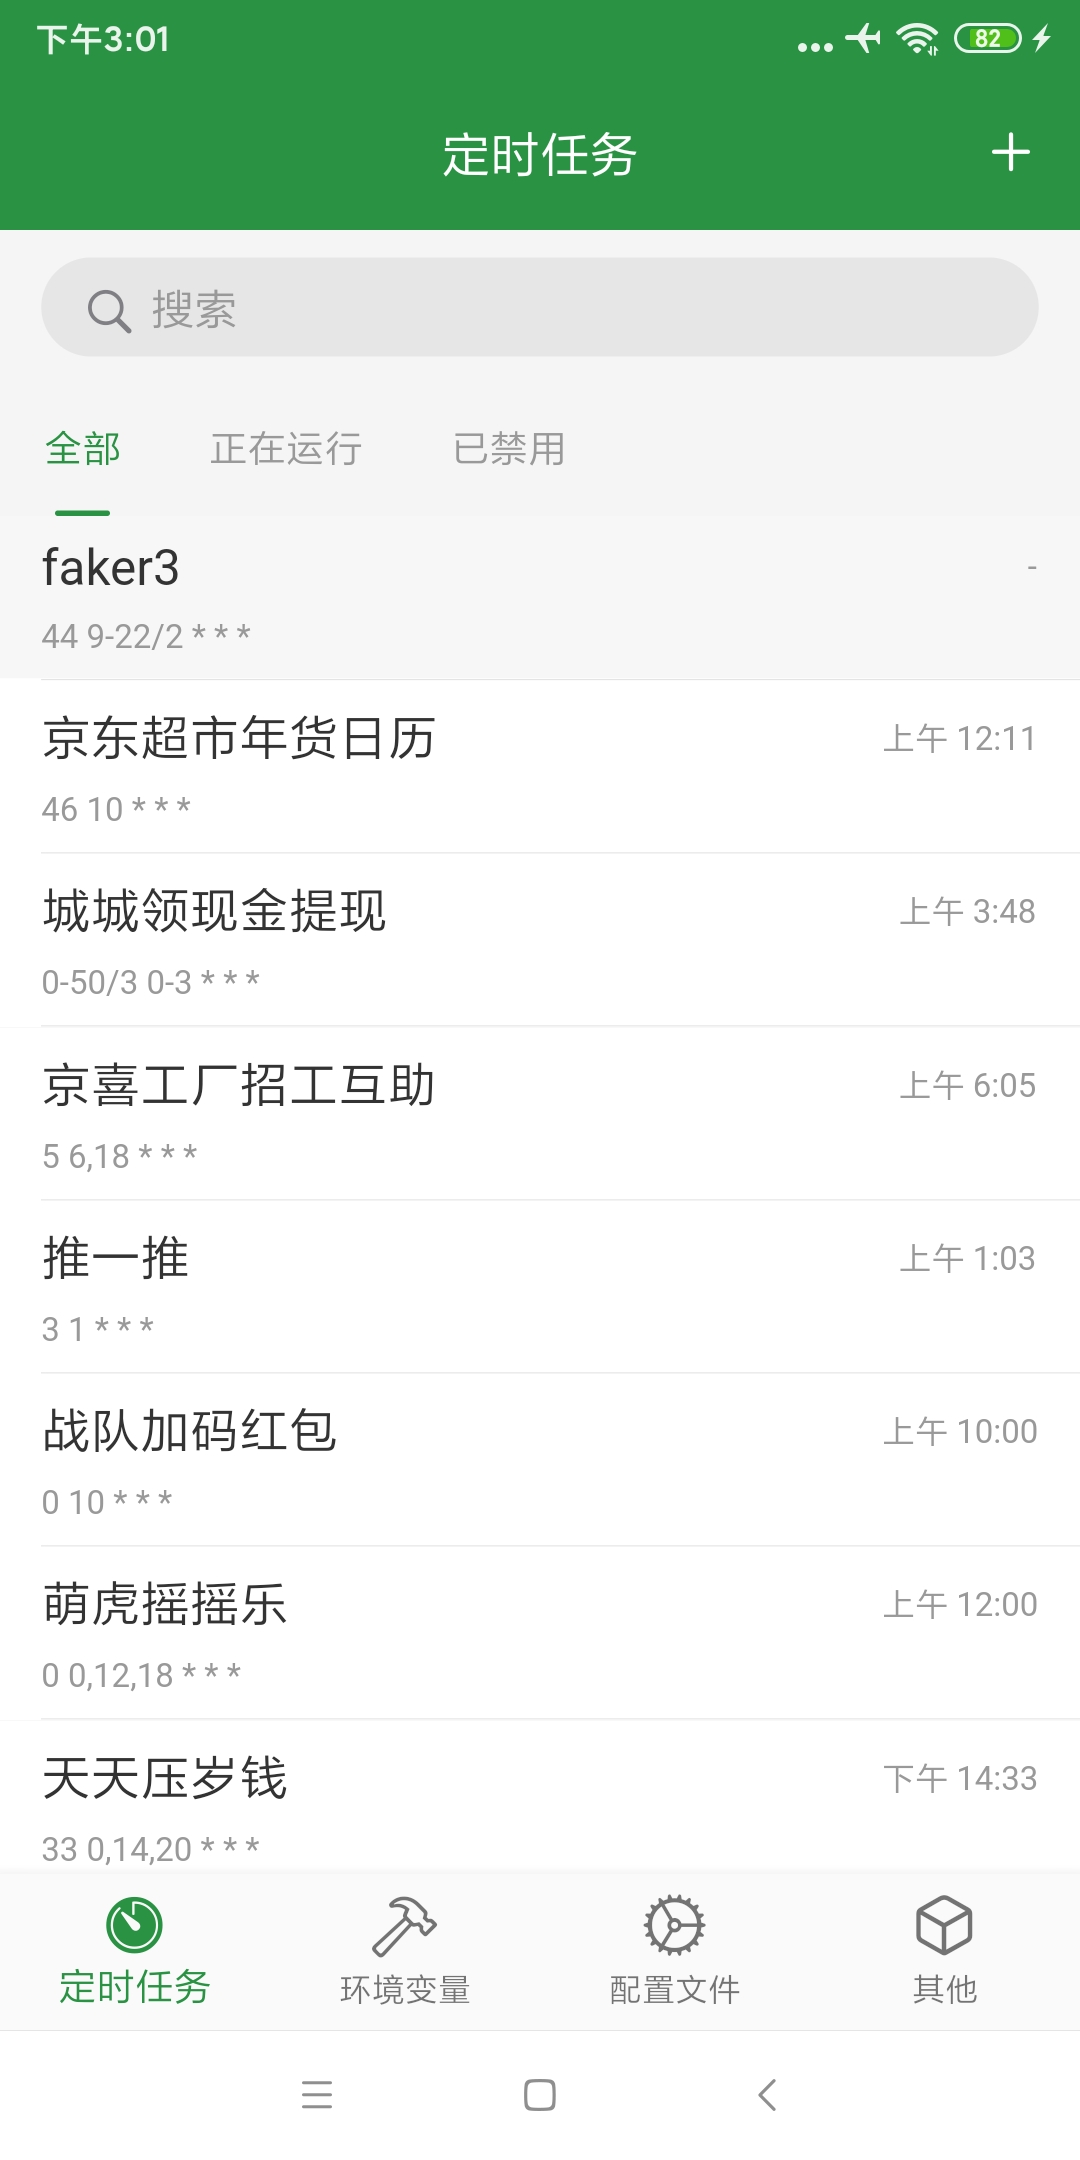 下午3:01
82
定时任务
搜索
全部 正在运行 已禁用
faker3 -
44 9-22/2 * * *
京东超市年货日历 上午 12:11
46 10 * * *
城城领现金提现 上午 3:48
0-50/3 0-3 * * *
京喜工厂招工互助 上午 6:05
5 6,18 * * *
推一推 上午 1:03
3 1 * * *
战队加码红包 上午 10:00
0 10 * * *
萌虎摇摇乐 上午 12:00
0 0,12,18 * * *
天天压岁钱 下午 14:33
33 0,14,20 * * *
定时任务 环境变量 配置文件 其他